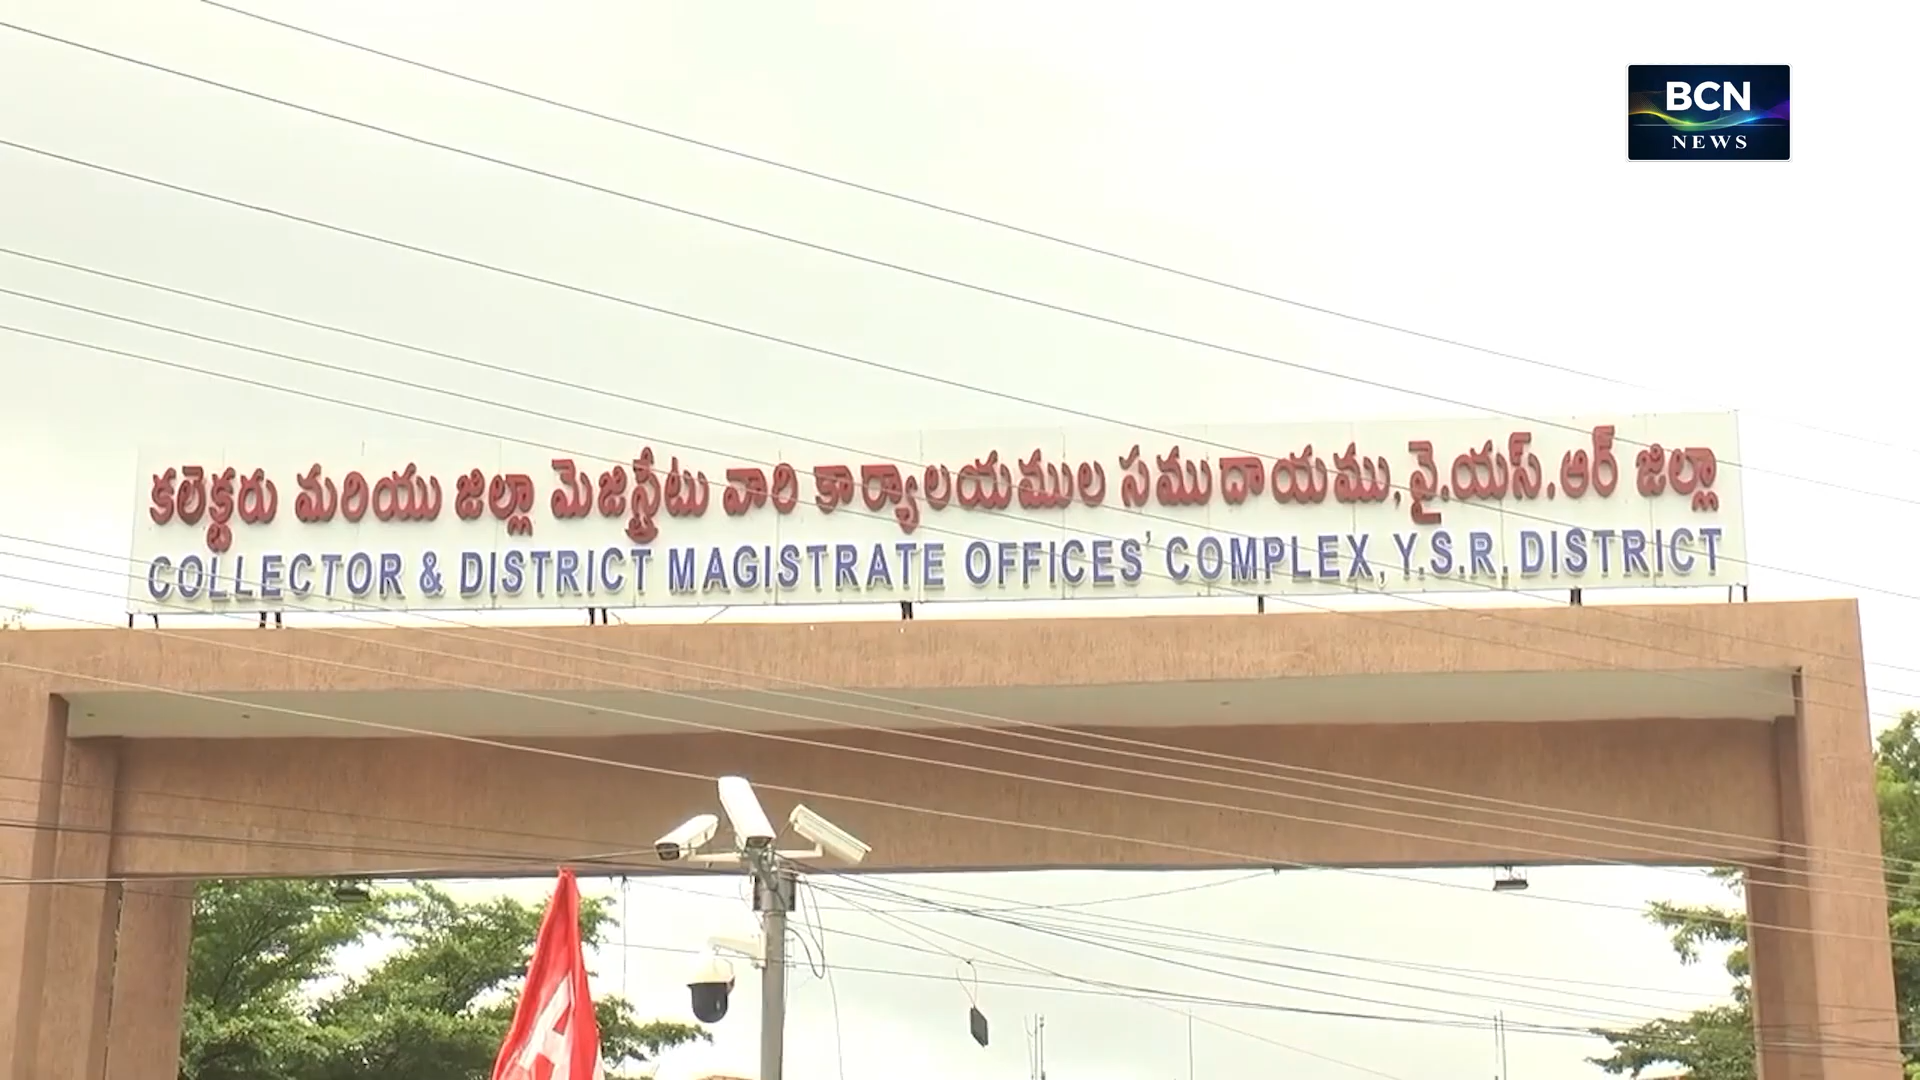 BCN
NEWS
కలెక్టరు మరియు జిల్లా మెజిస్ట్రేటు వారి కార్యాలయముల సముదాయము, వై.యస్.ఆర్ జిల్లా
COLLECTOR & DISTRICT MAGISTRATE OFFICES' COMPLEX, Y.S.R. DISTRICT